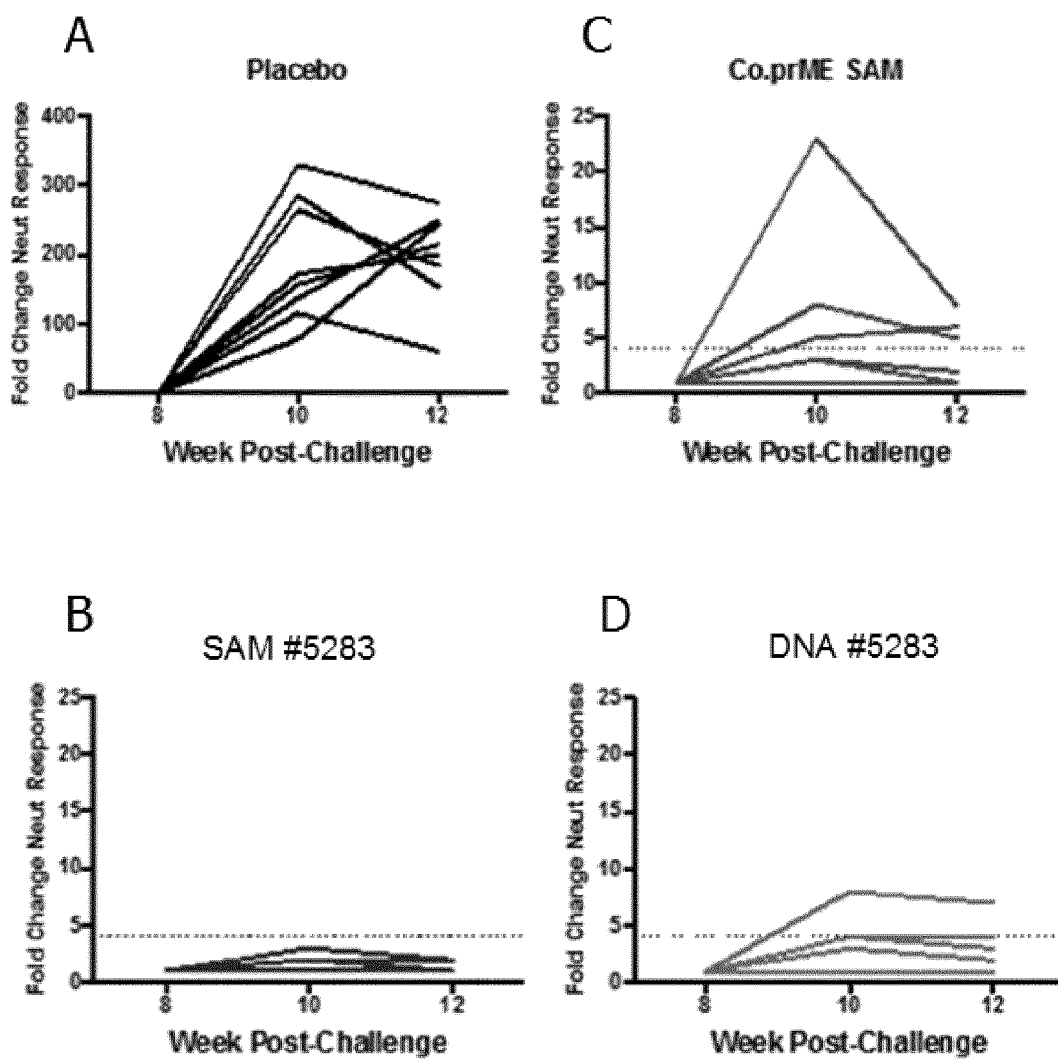 A
Placebo
Fold Change Neut Response
400
300
200
100
0
8 10 12
Week Post-Challenge
C
Co.prME SAM
Fold Change Neut Response
25
20
15
10
5
0
8 10 12
Week Post-Challenge
B
SAM #5283
Fold Change Neut Response
25
20
15
10
5
0
8 10 12
Week Post-Challenge
D
DNA #5283
Fold Change Neut Response
25
20
15
10
5
0
8 10 12
Week Post-Challenge